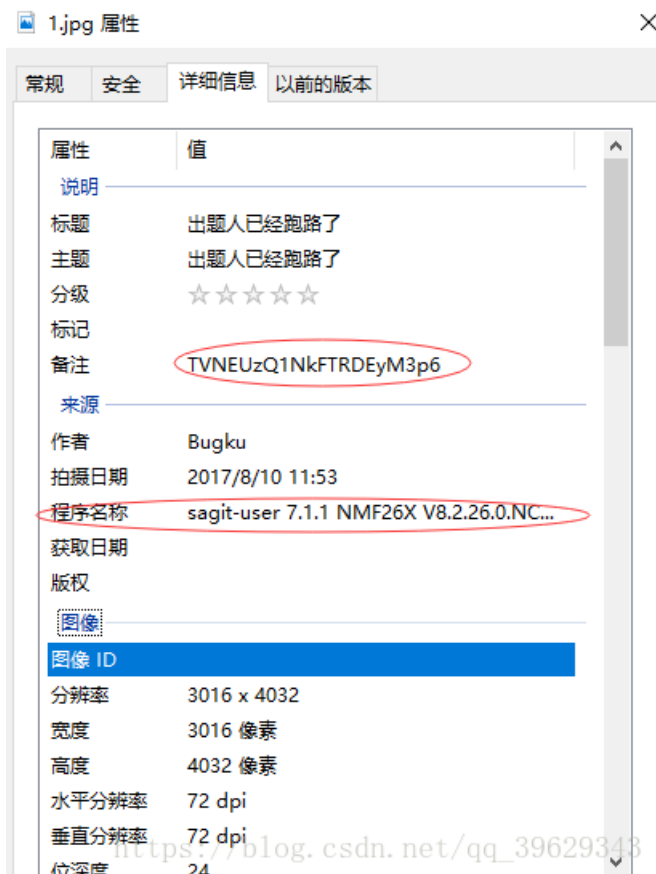 1.jpg 属性
常规 安全 详细信息 以前的版本
属性 值
说明
标题 出题人已经跑路了
主题 出题人已经跑路了
分级 ☆☆☆☆☆
标记
备注 TVNEUzQ1NkFTRDEyM3p6
来源
作者 Bugku
拍摄日期 2017/8/10 11:53
程序名称 sagit-user 7.1.1 NMF26X V8.2.26.0.NC...
获取日期
版权
图像
图像 ID
分辨率 3016 x 4032
宽度 3016 像素
高度 4032 像素
水平分辨率 72 dpi
垂直分辨率 72 dpi
https://blog.csdn.net/qq_39629343
位深度 24